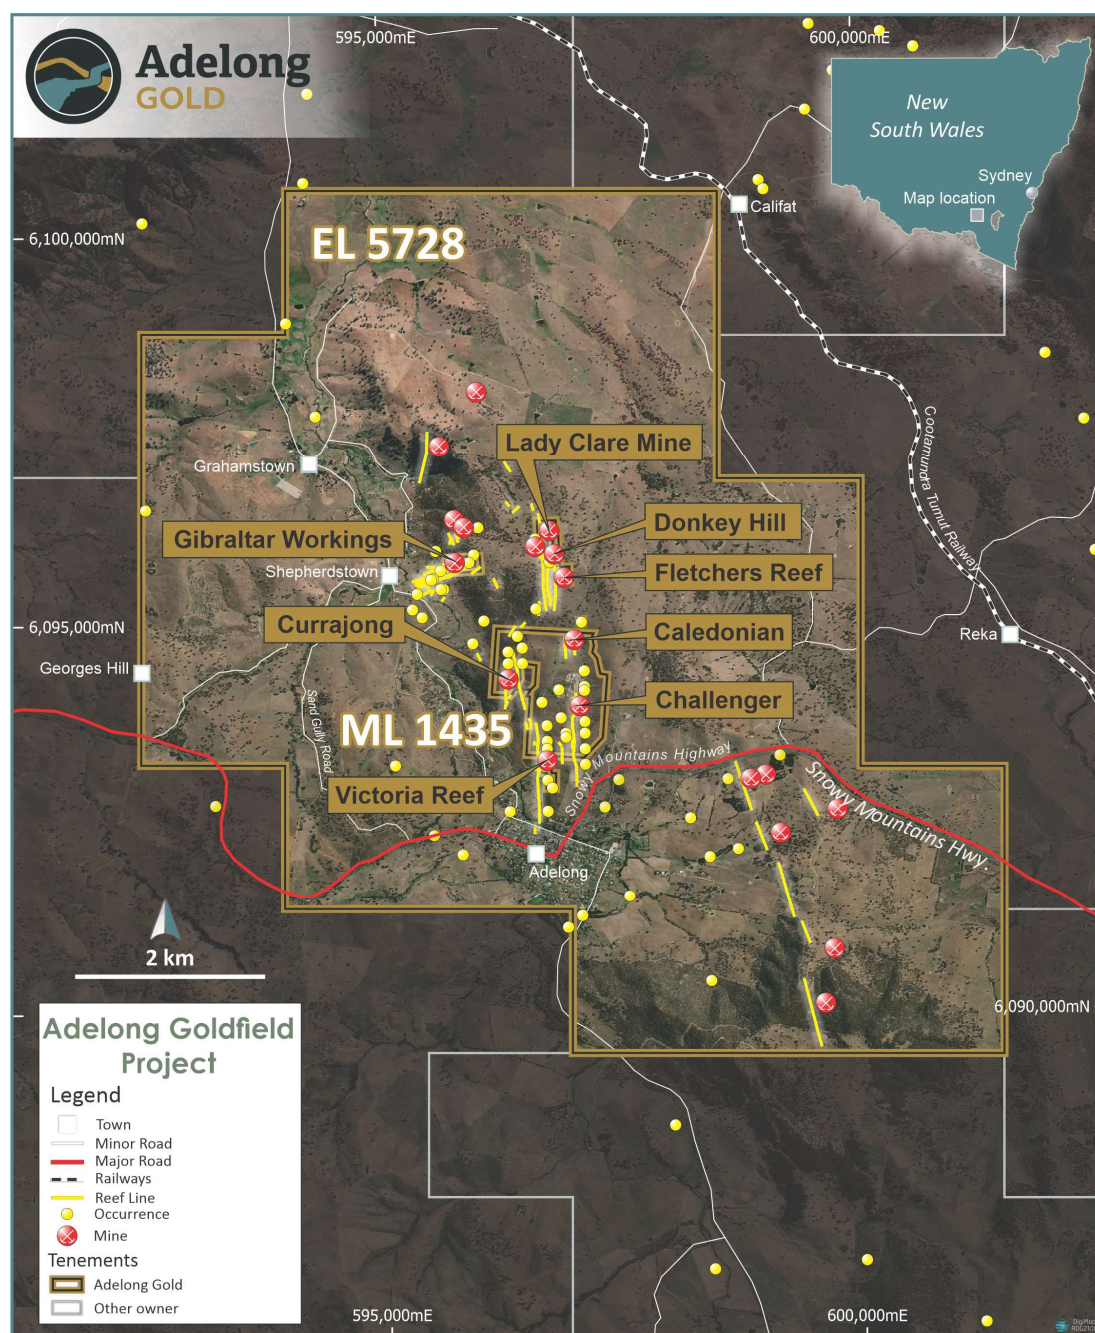 Adelong
GOLD
595,000mE
600,000mE
New
South Wales
Sydney
Map location
Califat
6,100,000mN
EL 5728
Cootamundra Tumut Railway
Lady Clare Mine
Grahamstown
Donkey Hill
Gibraltar Workings
Shepherdstown
Fletchers Reef
Currajong
Caledonian
6,095,000mN
Reka
Georges Hill
Challenger
Sand Gully Road
ML 1435
Snowy Mountains Highway
Snowy Mountains Hwy.
Victoria Reef
Adelong
2 km
6,090,000mN
Adelong Goldfield
Project
Legend
Town
Minor Road
Major Road
Railways
Reef Line
Occurrence
Mine
Tenements
Adelong Gold
Other owner
595,000mE
600,000mE